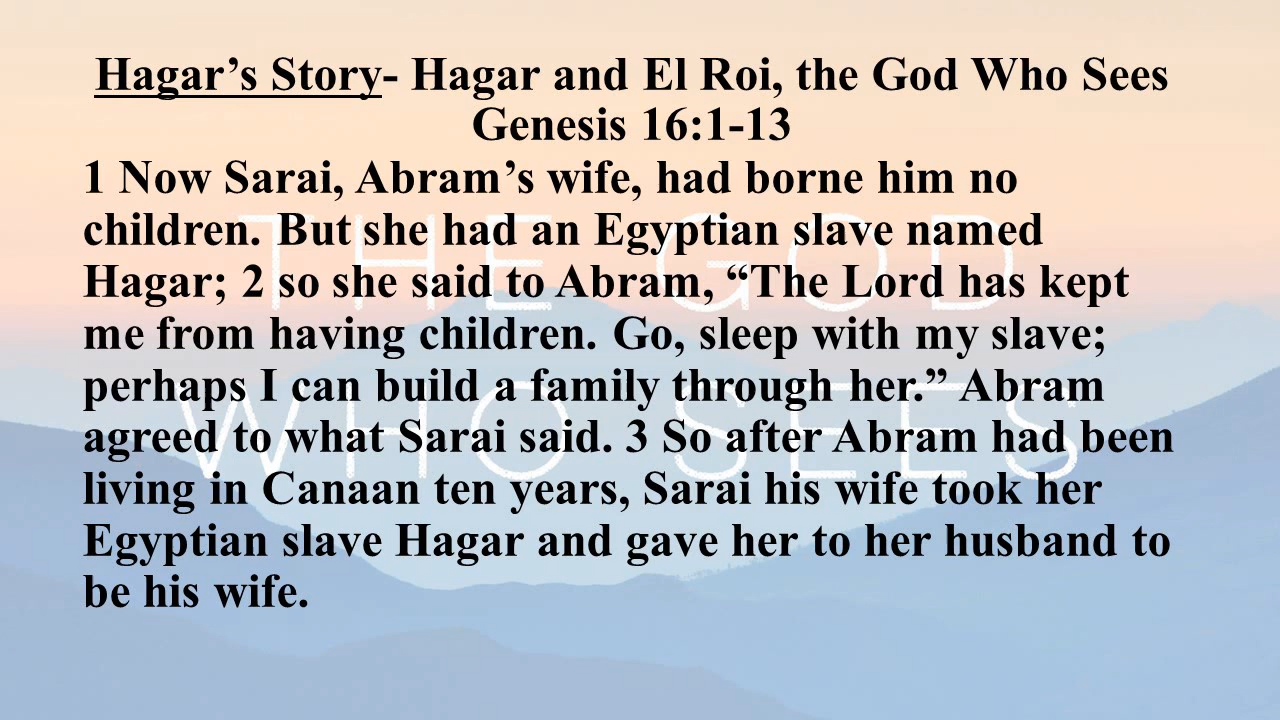 Hagar’s Story- Hagar and El Roi, the God Who Sees
Genesis 16:1-13
1 Now Sarai, Abram’s wife, had borne him no
children. But she had an Egyptian slave named
Hagar; 2 so she said to Abram, “The Lord has kept
me from having children. Go, sleep with my slave;
perhaps I can build a family through her.” Abram
agreed to what Sarai said. 3 So after Abram had been
living in Canaan ten years, Sarai his wife took her
Egyptian slave Hagar and gave her to her husband to
be his wife.
THE GOD
WHO SEES